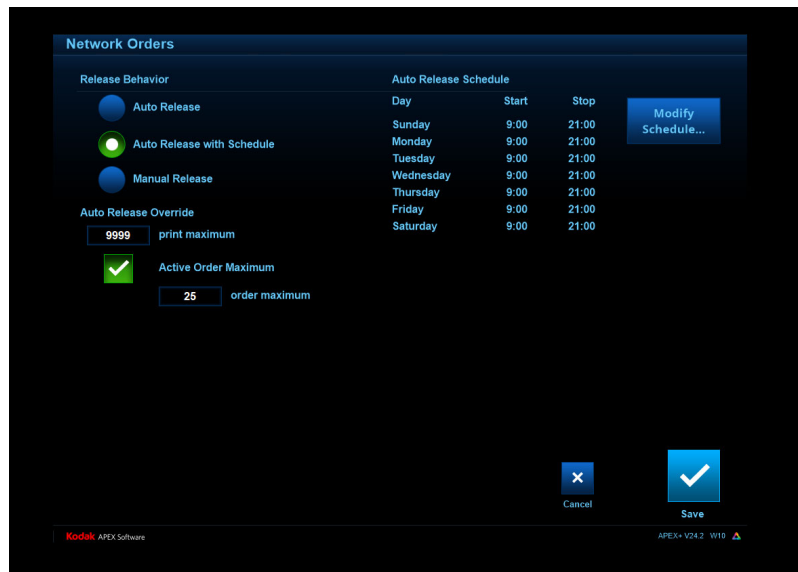 Network Orders
Release Behavior
Auto Release
Auto Release with Schedule
Manual Release
Auto Release Override
9999 print maximum
Active Order Maximum
25 order maximum
Auto Release Schedule
Day Start Stop
Sunday 9:00 21:00
Monday 9:00 21:00
Tuesday 9:00 21:00
Wednesday 9:00 21:00
Thursday 9:00 21:00
Friday 9:00 21:00
Saturday 9:00 21:00
Modify
Schedule...
Cancel
Save
Kodak APEX Software
APEX+ V24.2 W10